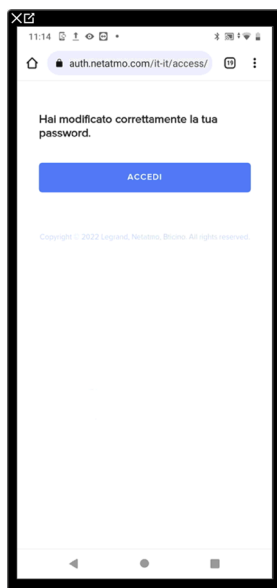 11:14
auth.netatmo.com/it-it/access/
19
Hai modificato correttamente la tua
password.
ACCEDI
Copyright © 2022 Legrand, Netatmo, Bticino. All rights reserved.